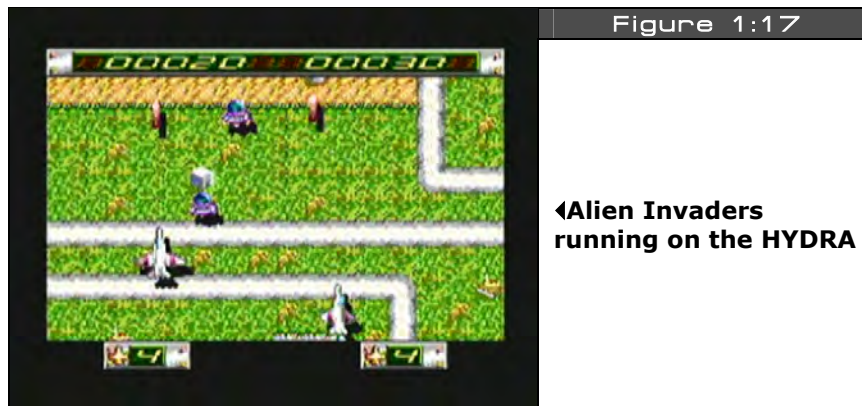 Figure 1:17
00020 00030
Alien Invaders
running on the HYDRA
4 4